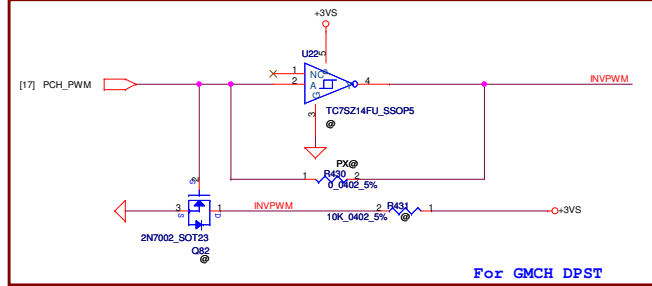 +3VS
U22
5
P
1
NC
[17] PCH_PWM
2
A
Y
4
INVPWM
G
3
TC7SZ14FU_SSOP5
@
PX@
1
R430
2
0_0402_5%
2
G
3
S
1
D
INVPWM
2
R431
1
+3VS
10K_0402_5%
@
2N7002_SOT23
Q82
@
For GMCH DPST